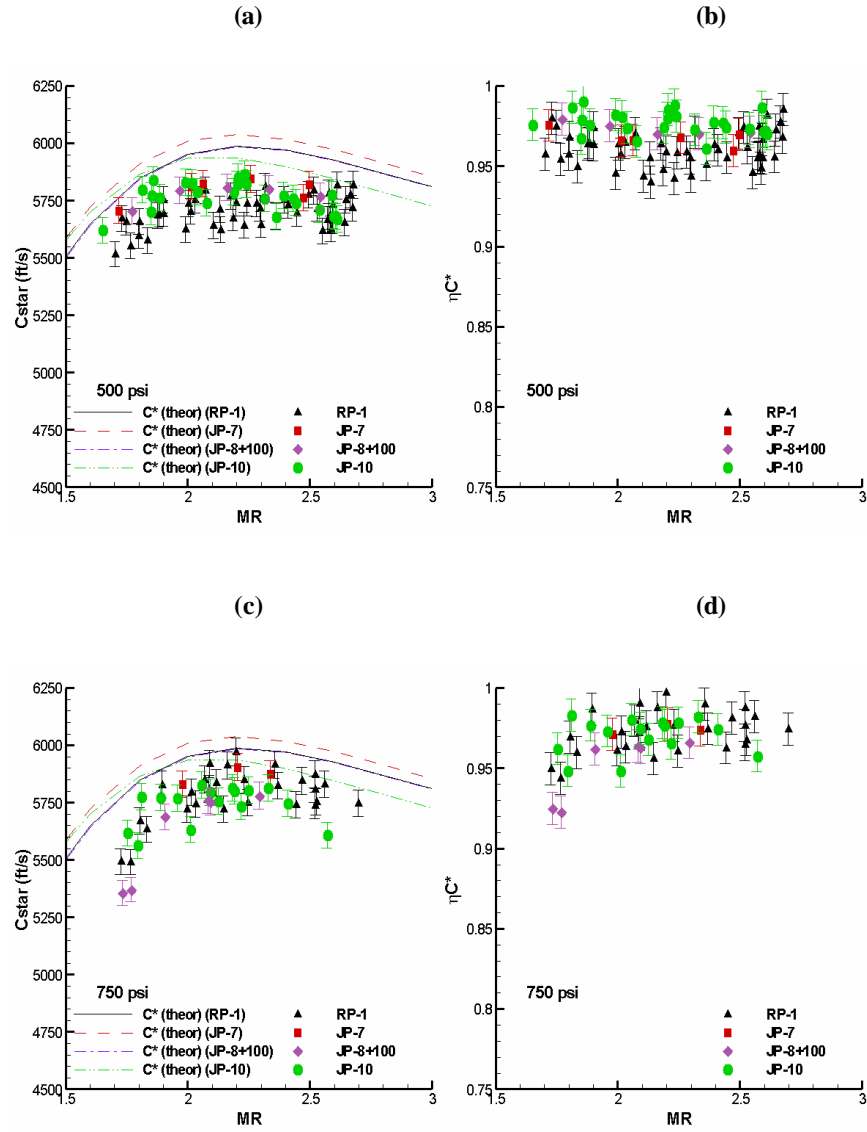 (a) (b)
6250
6000
5750
5500
5250
5000
4750
4500
Cstar (ft/s)
500 psi
C* (theor) (RP-1) RP-1
C* (theor) (JP-7) JP-7
C* (theor) (JP-8+100) JP-8+100
C* (theor) (JP-10) JP-10
1.5 2 2.5 3
MR
1
0.95
0.9
0.85
0.8
0.75
ηC*
500 psi
RP-1
JP-7
JP-8+100
JP-10
1.5 2 2.5 3
MR
(c) (d)
6250
6000
5750
5500
5250
5000
4750
4500
Cstar (ft/s)
750 psi
C* (theor) (RP-1) RP-1
C* (theor) (JP-7) JP-7
C* (theor) (JP-8+100) JP-8+100
C* (theor) (JP-10) JP-10
1.5 2 2.5 3
MR
1
0.95
0.9
0.85
0.8
0.75
ηC*
750 psi
RP-1
JP-7
JP-8+100
JP-10
1.5 2 2.5 3
MR